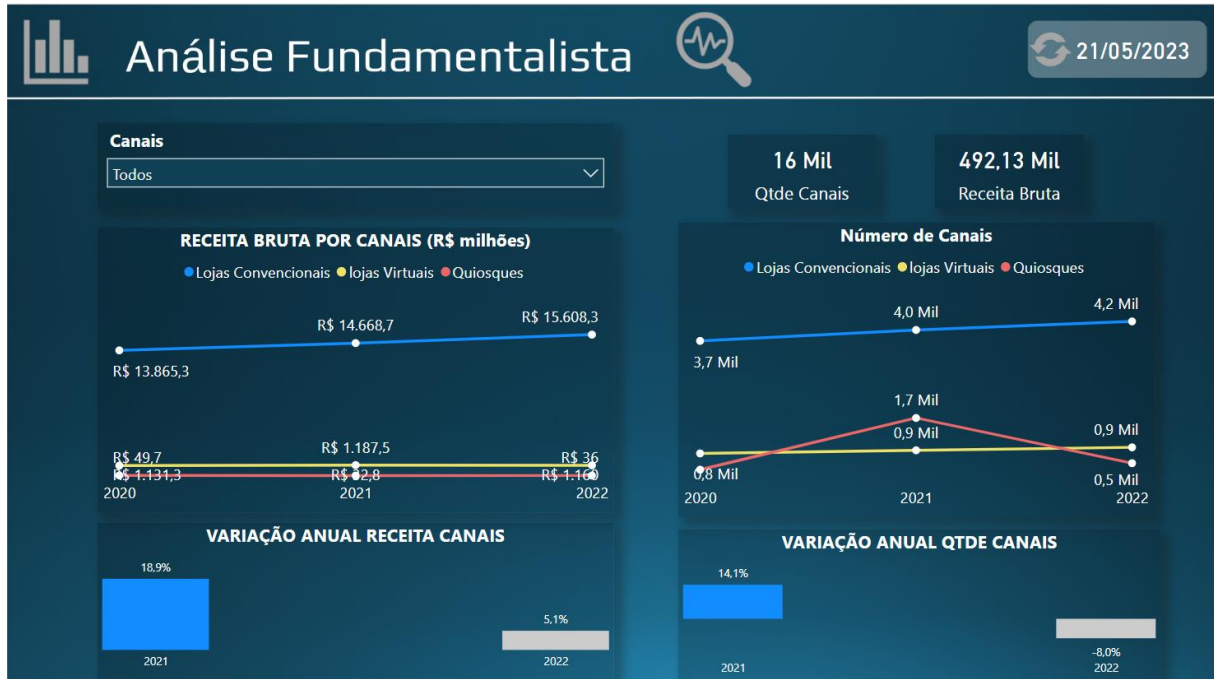 Análise Fundamentalista
21/05/2023
Canais
Todos
16 Mil
Qtde Canais
492,13 Mil
Receita Bruta
RECEITA BRUTA POR CANAIS (R$ milhões)
Lojas Convencionais lojas Virtuais Quiosques
R$ 13.865,3
R$ 14.668,7
R$ 15.608,3
R$ 49,7
R$ 1.187,5
R$ 36
R$ 1.131,3
R$ 1.160
2020 2021 2022
Número de Canais
Lojas Convencionais lojas Virtuais Quiosques
3,7 Mil
4,0 Mil
4,2 Mil
1,7 Mil
0,9 Mil
0,9 Mil
0,8 Mil
0,5 Mil
2020 2021 2022
VARIAÇÃO ANUAL RECEITA CANAIS
18,9%
5,1%
2021 2022
VARIAÇÃO ANUAL QTDE CANAIS
14,1%
-8,0%
2021 2022